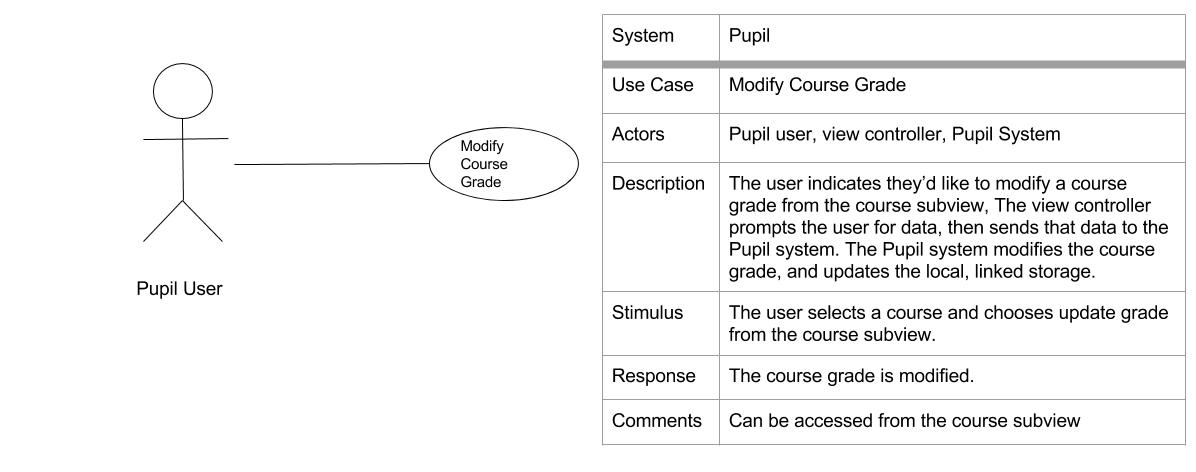 Modify
Course
Grade
Pupil User
System Pupil
Use Case Modify Course Grade
Actors Pupil user, view controller, Pupil System
Description The user indicates they’d like to modify a course
grade from the course subview, The view controller
prompts the user for data, then sends that data to the
Pupil system. The Pupil system modifies the course
grade, and updates the local, linked storage.
Stimulus The user selects a course and chooses update grade
from the course subview.
Response The course grade is modified.
Comments Can be accessed from the course subview